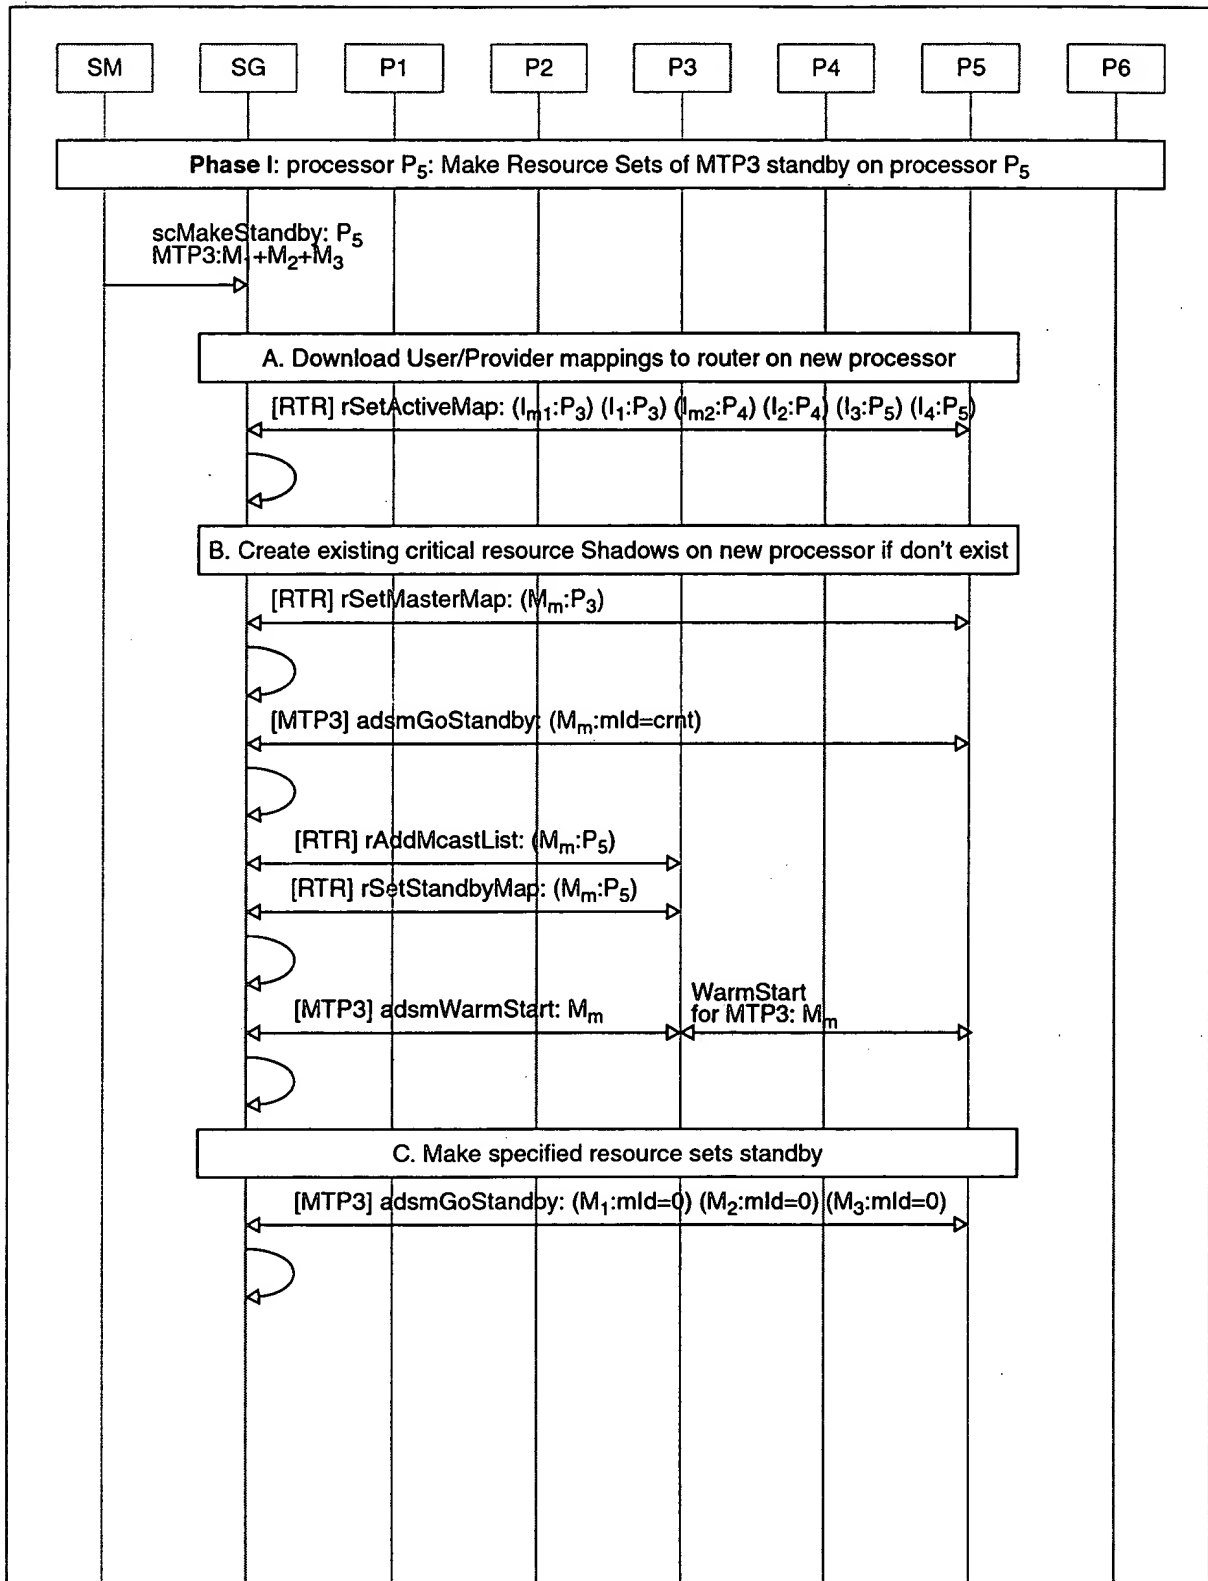 SM SG P1 P2 P3 P4 P5 P6
Phase I: processor P5: Make Resource Sets of MTP3 standby on processor P5
scMakeStandby: P5
MTP3:M1+M2+M3
A. Download User/Provider mappings to router on new processor
[RTR] rSetActiveMap: (Im1:P3) (I1:P3) (Im2:P4) (I2:P4) (I3:P5) (I4:P5)
B. Create existing critical resource Shadows on new processor if don't exist
[RTR] rSetMasterMap: (Mm:P3)
[MTP3] adsmGoStandby: (Mm:mId=crnt)
[RTR] rAddMcastList: (Mm:P5)
[RTR] rSetStandbyMap: (Mm:P5)
[MTP3] adsmWarmStart: Mm
WarmStart
for MTP3: Mm
C. Make specified resource sets standby
[MTP3] adsmGoStandby: (M1:mId=0) (M2:mId=0) (M3:mId=0)